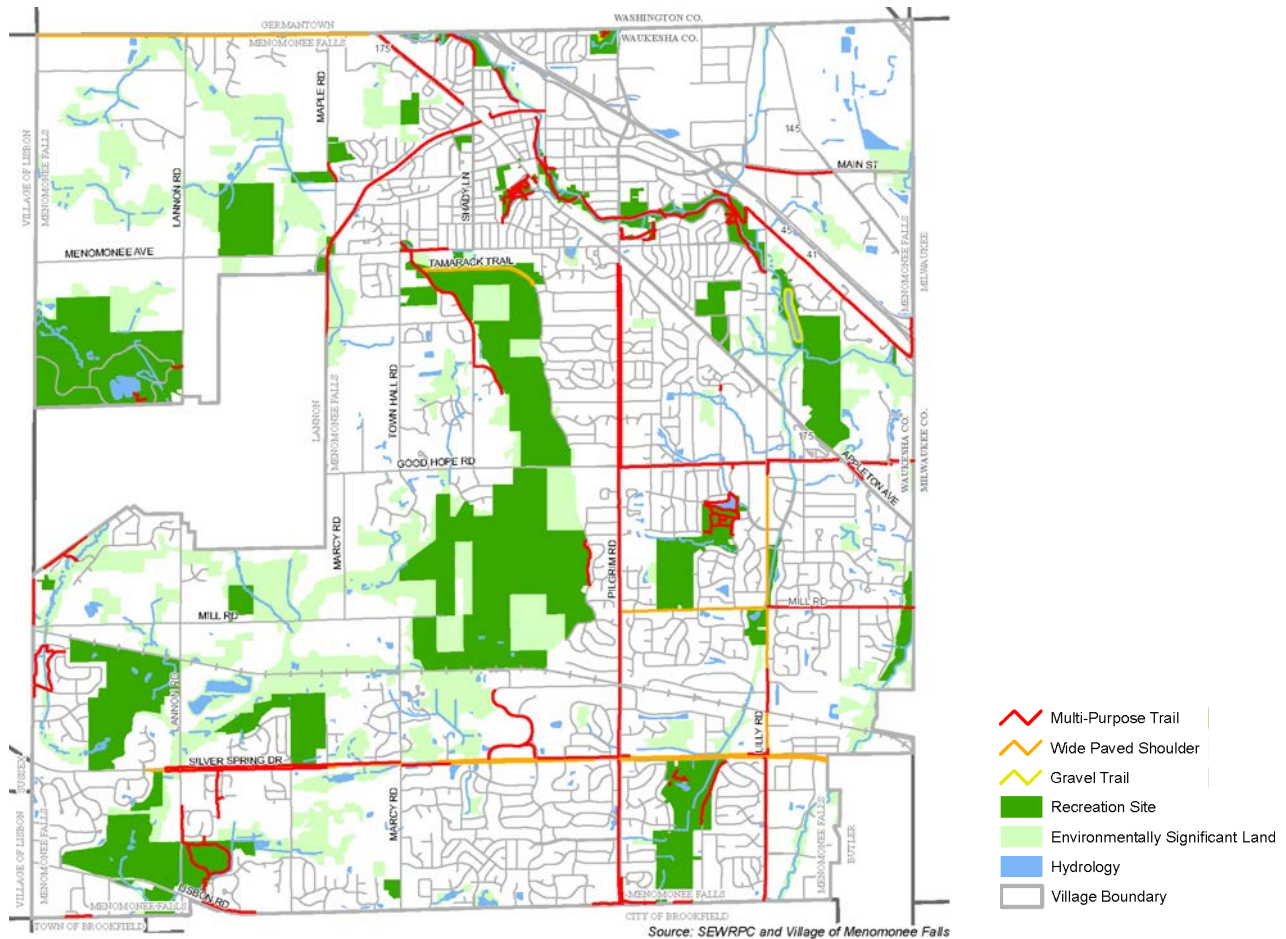 WASHINGTON CO.
GERMANTOWN
WAUKESHA CO.
MENOMONEE FALLS
175
MAPLE RD
145
MAIN ST
VILLAGE OF LISBON
MENOMONEE FALLS
LANNON RD
SHADY LN
MENOMONEE FALLS
MILWAUKEE
45
41
MENOMONEE AVE
TAMARACK TRAIL
TOWN HALL RD
LANNON
MENOMONEE FALLS
WAUKESHA CO.
MILWAUKEE CO.
175
APPLETON AVE
GOOD HOPE RD
MARCY RD
PILGRIM RD
MILL RD
MILL RD
LANNON RD
LILLY RD
SILVER SPRING DR
SUSSEX
MARCY RD
VILLAGE OF LISBON
MENOMONEE FALLS
MENOMONEE FALLS
BUTLER
LISBON RD
MENOMONEE FALLS
MENOMONEE FALLS
TOWN OF BROOKFIELD
CITY OF BROOKFIELD
Source: SEWRPC and Village of Menomonee Falls
Multi-Purpose Trail
Wide Paved Shoulder
Gravel Trail
Recreation Site
Environmentally Significant Land
Hydrology
Village Boundary